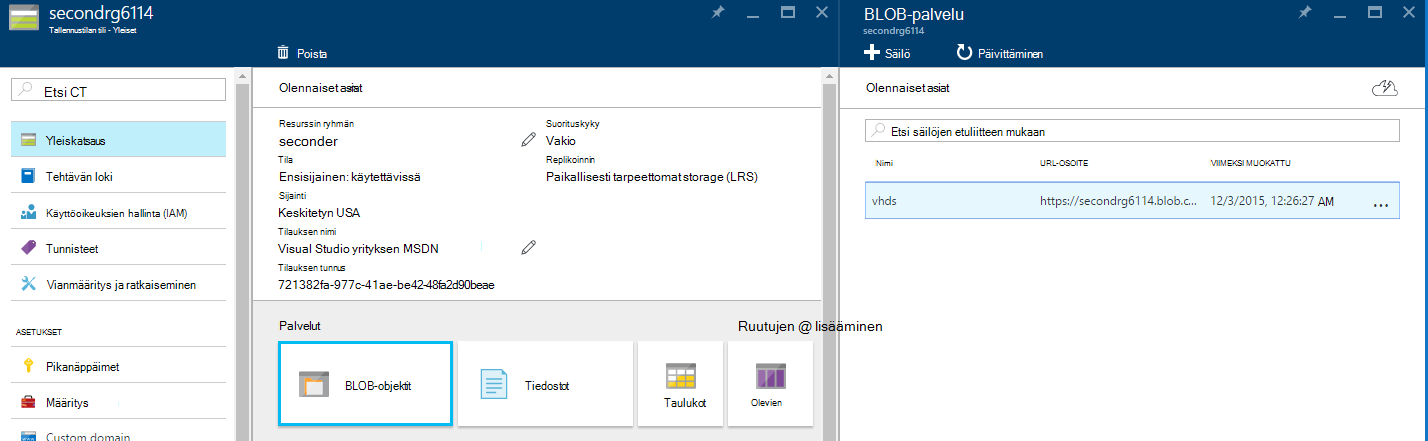 secondrg6114
Tallennustilan tili - Yleiset
Poista
Etsi CT
Yleiskatsaus
Tehtävän loki
Käyttöoikeuksien hallinta (IAM)
Tunnisteet
Vianmääritys ja ratkaiseminen
ASETUKSET
Pikanäppäimet
Määritys
Custom domain
Olennaiset asiat
Resurssin ryhmän
seconder
Tila
Ensisijainen: käytettävissä
Sijainti
Keskitetyn USA
Tilauksen nimi
Visual Studio yrityksen MSDN
Tilauksen tunnus
721382fa-977c-41ae-be42-48fa2d90beae
Suorituskyky
Vakio
Replikoinnin
Paikallisesti tarpeettomat storage (LRS)
Palvelut
Ruutujen @ lisääminen
BLOB-objektit
Tiedostot
Taulukot
Olevien
BLOB-palvelu
secondrg6114
Säilö
Päivittäminen
Olennaiset asiat
Etsi säilöjen etuliitteen mukaan
Nimi URL-OSOITE VIIMEKSI MUOKATTU
vhds https://secondrg6114.blob.c... 12/3/2015, 12:26:27 AM ...